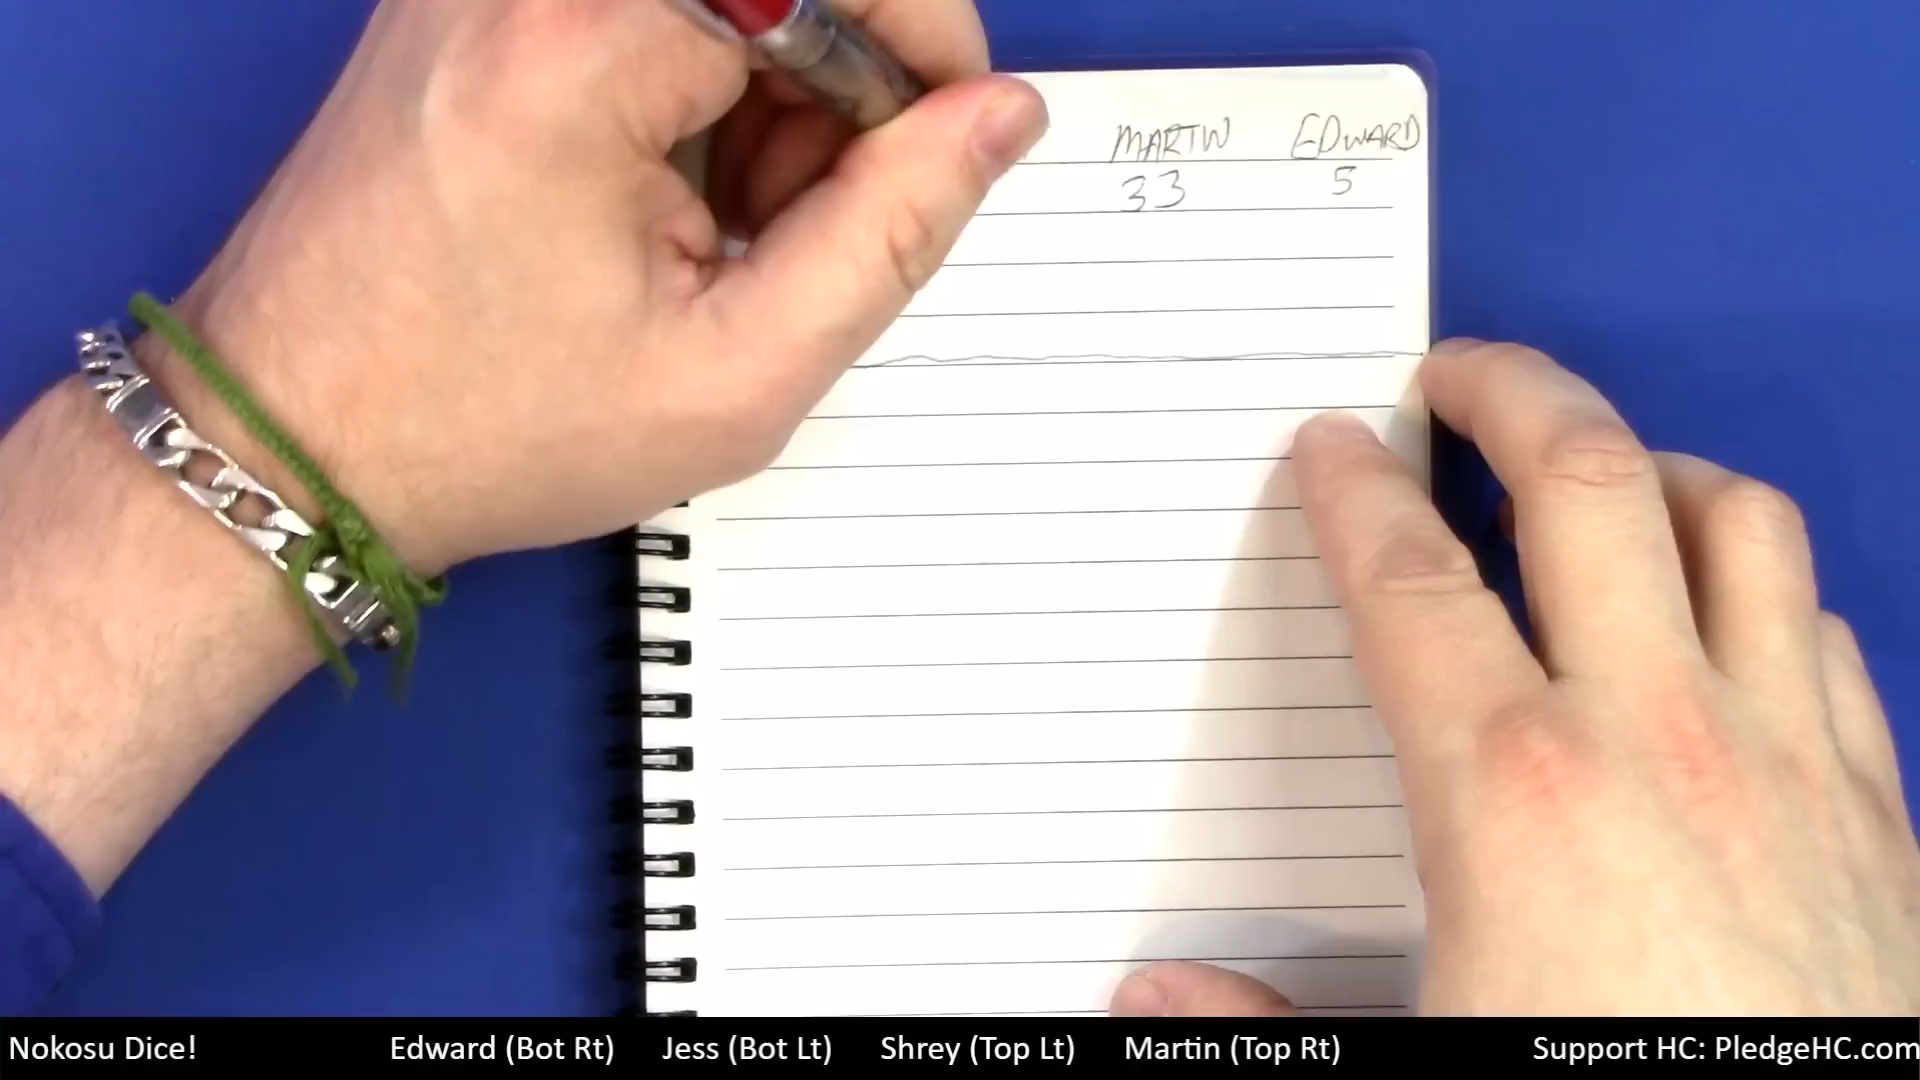 MARTIN EDWARD
33 5
Nokosu Dice! Edward (Bot Rt) Jess (Bot Lt) Shrey (Top Lt) Martin (Top Rt) Support HC: PledgeHC.com